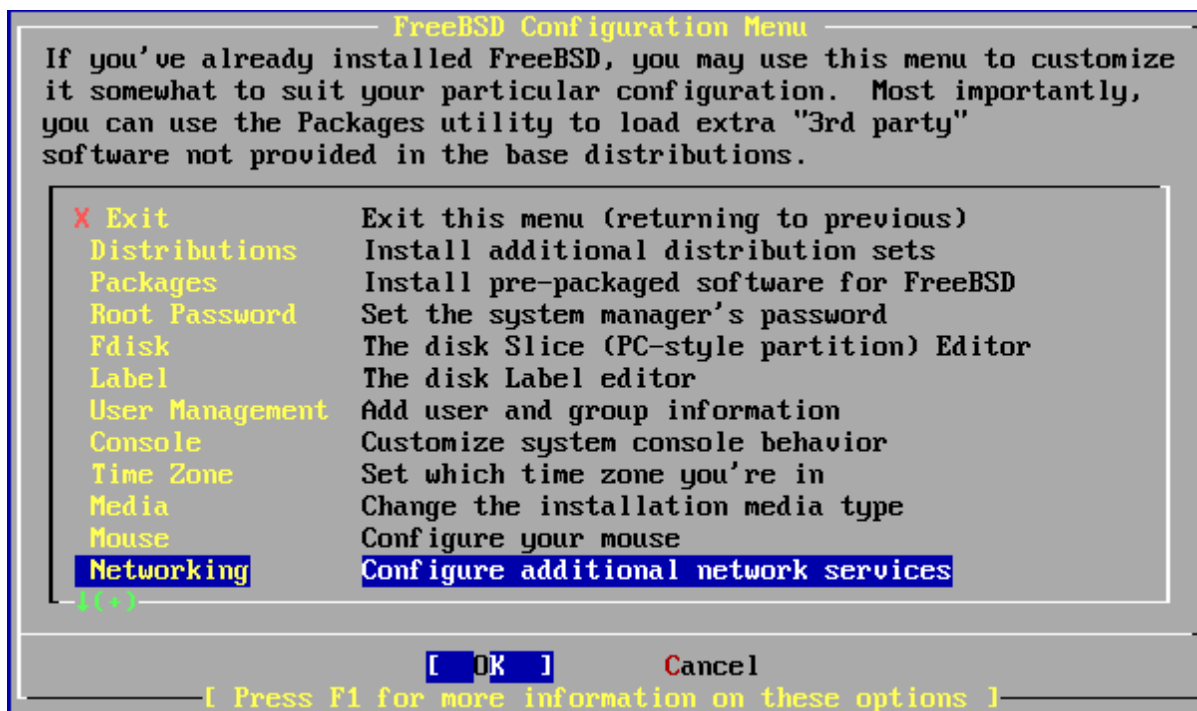 FreeBSD Configuration Menu
If you've already installed FreeBSD, you may use this menu to customize
it somewhat to suit your particular configuration.  Most importantly,
you can use the Packages utility to load extra "3rd party"
software not provided in the base distributions.
X Exit Exit this menu (returning to previous)
Distributions Install additional distribution sets
Packages Install pre-packaged software for FreeBSD
Root Password Set the system manager's password
Fdisk The disk Slice (PC-style partition) Editor
Label The disk Label editor
User Management Add user and group information
Console Customize system console behavior
Time Zone Set which time zone you're in
Media Change the installation media type
Mouse Configure your mouse
Networking Configure additional network services
↓(+)
[ OK ] Cancel
[ Press F1 for more information on these options ]